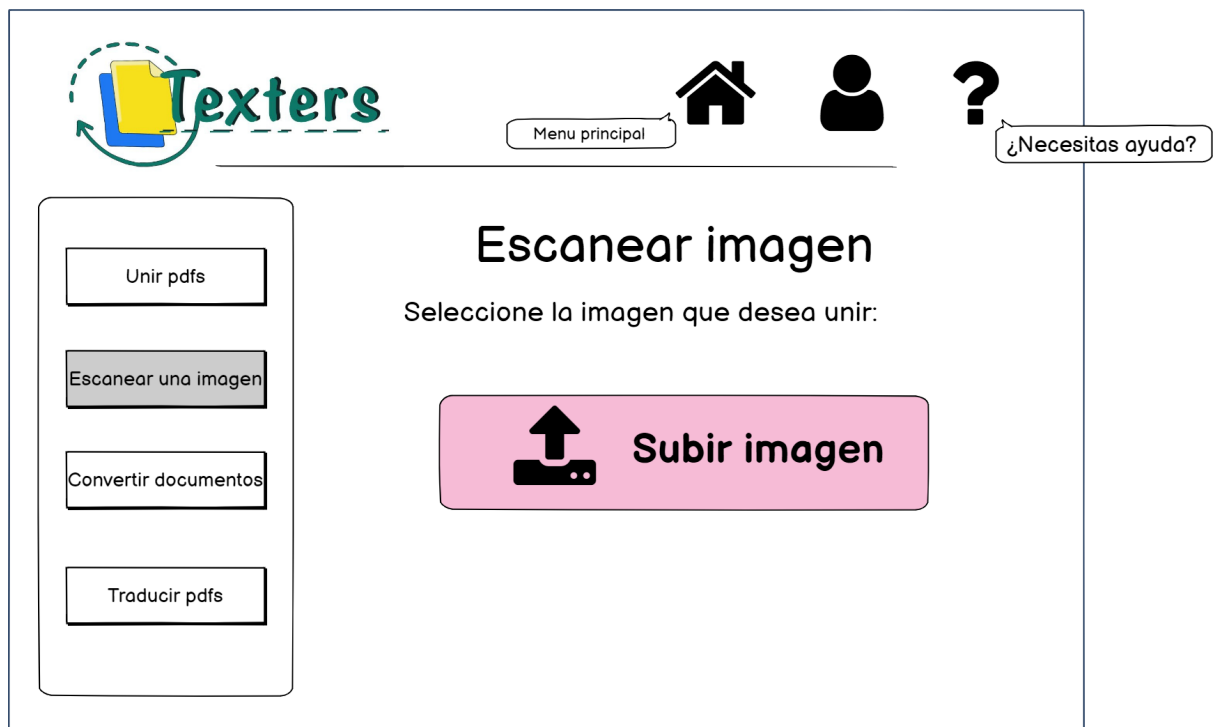 Texters
Menu principal
¿Necesitas ayuda?
Unir pdfs
Escanear una imagen
Convertir documentos
Traducir pdfs
Escanear imagen
Seleccione la imagen que desea unir:
Subir imagen